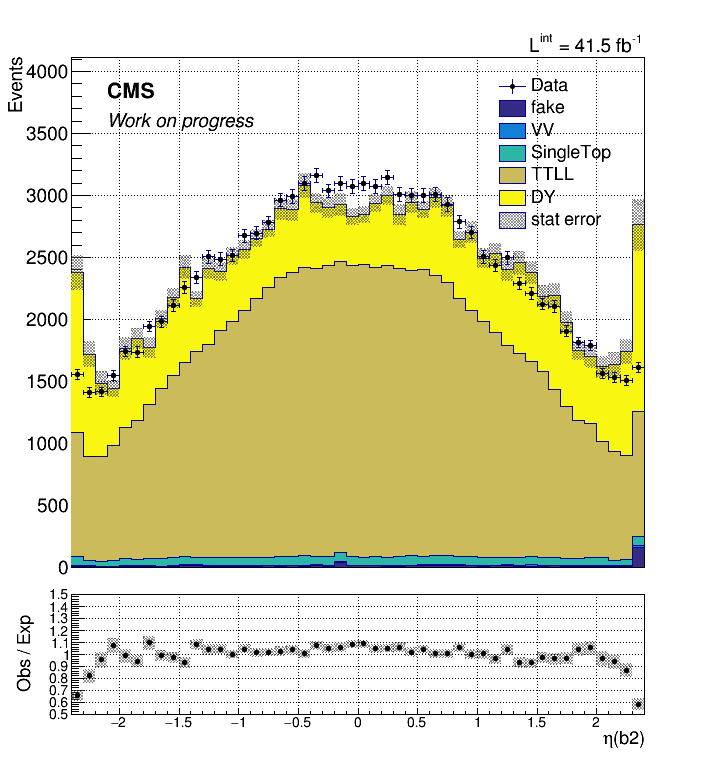 L^int = 41.5 fb^-1
Events
4000
3500
3000
2500
2000
1500
1000
500
0
CMS
Work on progress
Data
fake
VV
SingleTop
TTLL
DY
stat error
Obs / Exp
1.5
1.4
1.3
1.2
1.1
1
0.9
0.8
0.7
0.6
0.5
−2 −1.5 −1 −0.5 0 0.5 1 1.5 2
η(b2)